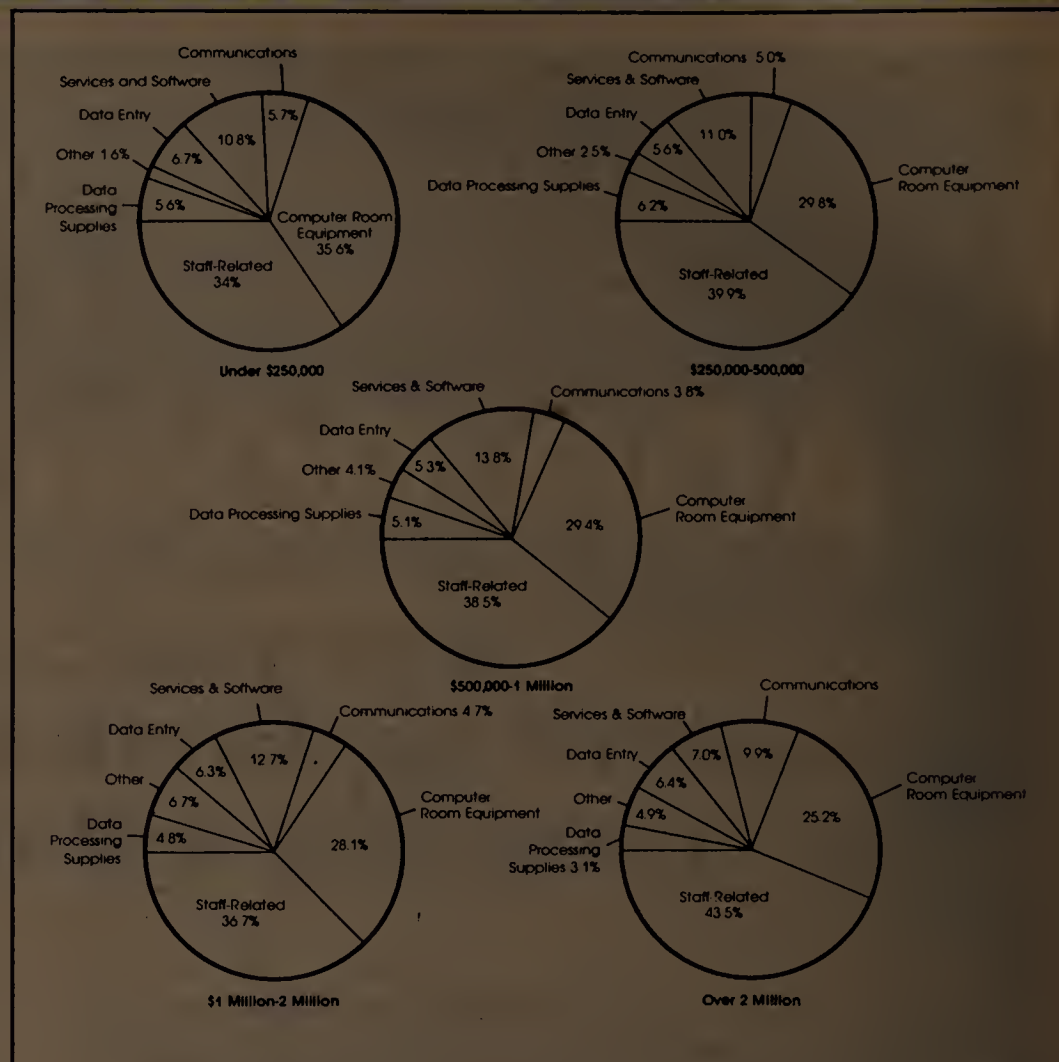 Communications
Services and Software
Data Entry
5.7%
10 8%
6.7%
Other 1 6%
Data
Processing
Supplies
5 6%
Computer Room
Equipment
35 6%
Staff-Related
34%
Under $250,000
Communications 5 0%
Services & Software
Data Entry
11 0%
5 6%
Other 2 5%
Data Processing Supplies
6 2%
Computer
Room Equipment
29 8%
Staff-Related
39 9%
$250,000-500,000
Services & Software
Communications 3 8%
Data Entry
13 8%
5 3%
Other 4.1%
Data Processing Supplies
5.1%
Computer
Room Equipment
29 4%
Staff-Related
38 5%
$500,000-1 Million
Services & Software
Communications 4 7%
Data Entry
12 7%
6.3%
Other
6 7%
Data
Processing
Supplies
4 8%
Computer
Room Equipment
28.1%
Staff-Related
36 7%
$1 Million-2 Million
Communications
Services & Software
9 9%
7.0%
Data Entry
6.4%
Other
4.9%
Data
Processing
Supplies 3 1%
Computer
Room Equipment
25.2%
Staff-Related
43 5%
Over 2 Million